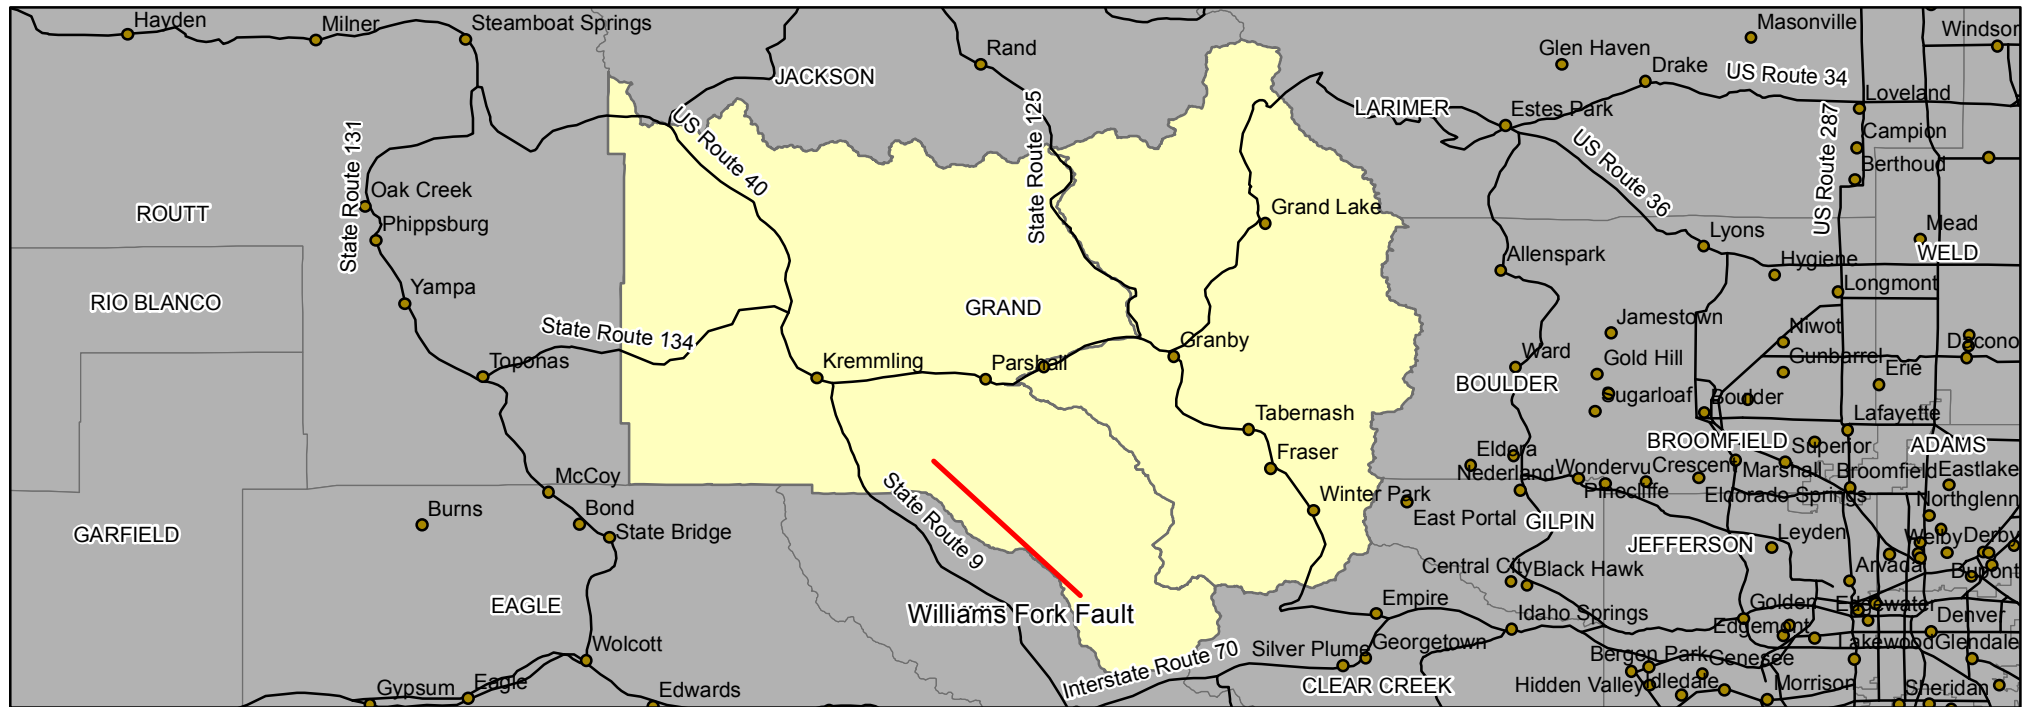 Hayden
Milner
Steamboat Springs
Rand
Masonville
Windsor
Glen Haven
Drake
JACKSON
US Route 34
LARIMER
Estes Park
Loveland
US Route 40
State Route 125
US Route 287
Campion
US Route 36
Berthoud
State Route 131
Oak Creek
ROUTT
Phippsburg
Grand Lake
Lyons
Mead
WELD
Allenspark
Hygiene
Yampa
RIO BLANCO
GRAND
Longmont
Jamestown
Niwot
State Route 134
Toponas
Kremmling
Parshall
Granby
Ward
Gold Hill
Gunbarrel
Dacono
Erie
BOULDER
Sugarloaf
Boulder
Tabernash
Lafayette
Fraser
BROOMFIELD
Superior
ADAMS
Eldora
Nederland
Wondervu
Crescent
Marshall
Broomfield
Eastlake
McCoy
State Route 9
Winter Park
Pinecliffe
Eldorado Springs
Northglenn
Burns
Bond
East Portal
GILPIN
GARFIELD
State Bridge
JEFFERSON
Leyden
Welby
Derby
Central City
Black Hawk
Arvada
Dupont
EAGLE
Williams Fork Fault
Empire
Idaho Springs
Golden
Edgewater
Denver
Edgemont
Wolcott
Silver Plume
Georgetown
Lakewood
Glendale
Interstate Route 70
Bergen Park
Genesee
Gypsum
Eagle
Edwards
CLEAR CREEK
Hidden Valley
Idledale
Morrison
Sheridan